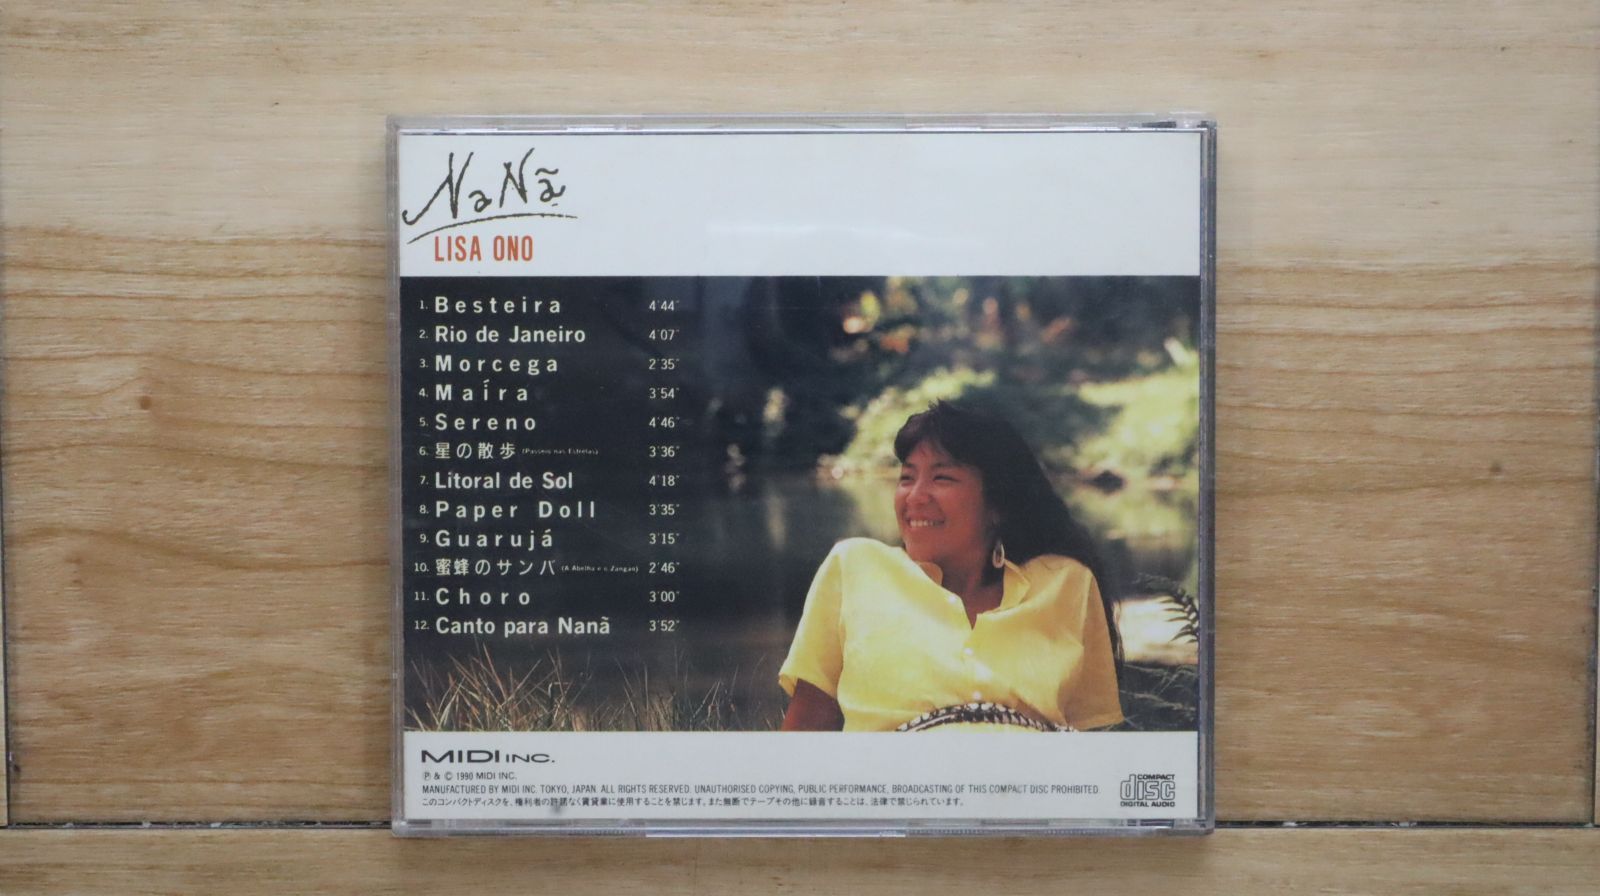 NaNã
LISA ONO
1. Besteira 4'44"
2. Rio de Janeiro 4'07"
3. Morcega 2'35"
4. Maíra 3'54"
5. Sereno 4'46"
6. 星の散歩 (Passeio nas Estrelas) 3'36"
7. Litoral de Sol 4'18"
8. Paper Doll 3'35"
9. Guarujá 3'15"
10. 蜜蜂のサンバ (A Abelha e o Zangão) 2'46"
11. Choro 3'00"
12. Canto para Nanã 3'52"
MIDI INC.
Ⓟ & © 1990 MIDI INC.
MANUFACTURED BY MIDI INC. TOKYO, JAPAN. ALL RIGHTS RESERVED. UNAUTHORISED COPYING, PUBLIC PERFORMANCE, BROADCASTING OF THIS COMPACT DISC PROHIBITED
このコンパクトディスクを、権利者の許諾なく賃貸業に使用することを禁じます。また無断でテープその他に録音することは、法律で禁じられています。
COMPACT
disc
DIGITAL AUDIO